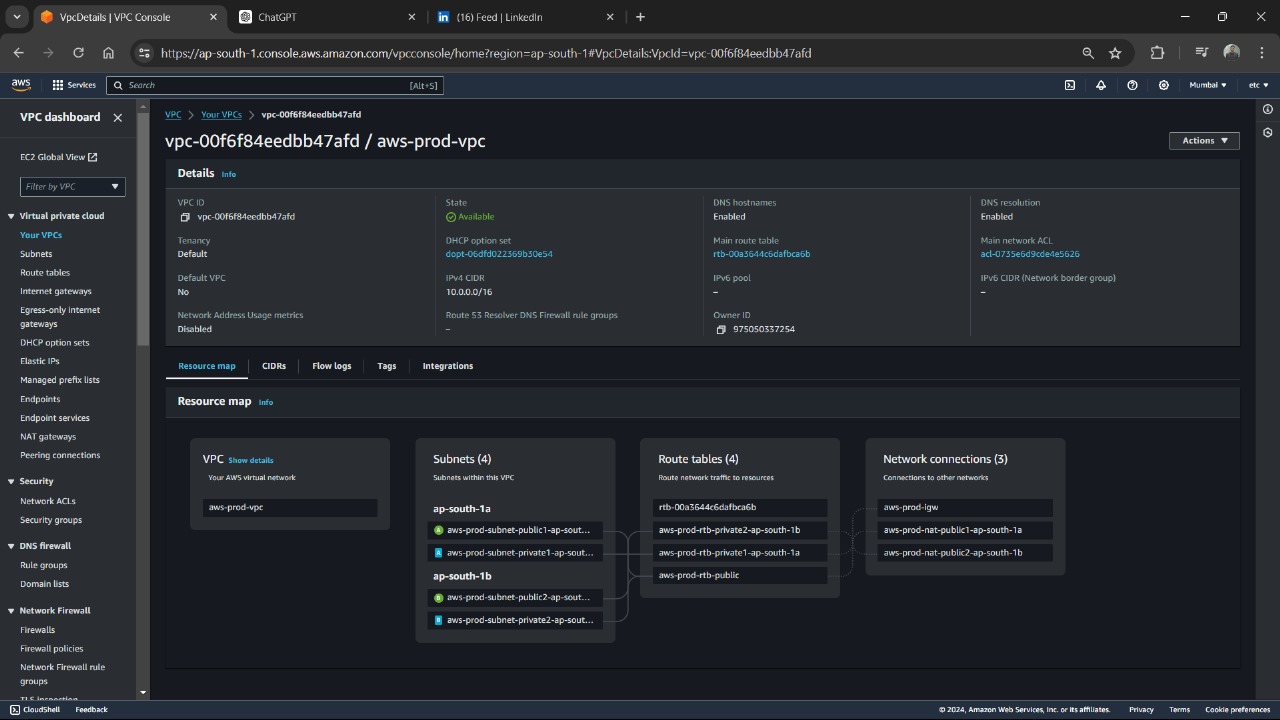 VpcDetails | VPC Console
ChatGPT
(16) Feed | LinkedIn
https://ap-south-1.console.aws.amazon.com/vpcconsole/home?region=ap-south-1#VpcDetails:VpcId=vpc-00f6f84eedbb47afd
aws
Services
Search
[Alt+S]
Mumbai
etc
VPC dashboard
EC2 Global View
Filter by VPC
Virtual private cloud
Your VPCs
Subnets
Route tables
Internet gateways
Egress-only internet
gateways
DHCP option sets
Elastic IPs
Managed prefix lists
Endpoints
Endpoint services
NAT gateways
Peering connections
Security
Network ACLs
Security groups
DNS firewall
Rule groups
Domain lists
Network Firewall
Firewalls
Firewall policies
Network Firewall rule
groups
TLS inspection
VPC > Your VPCs > vpc-00f6f84eedbb47afd
vpc-00f6f84eedbb47afd / aws-prod-vpc
Actions
Details Info
VPC ID
vpc-00f6f84eedbb47afd
State
Available
DNS hostnames
Enabled
DNS resolution
Enabled
Tenancy
Default
DHCP option set
dopt-06dfd022369b30e54
Main route table
rtb-00a3644c6dafbca6b
Main network ACL
acl-0735e6d9cde4e5626
Default VPC
No
IPv4 CIDR
10.0.0.0/16
IPv6 pool
–
IPv6 CIDR (Network border group)
–
Network Address Usage metrics
Disabled
Route 53 Resolver DNS Firewall rule groups
–
Owner ID
975050337254
Resource map
CIDRs
Flow logs
Tags
Integrations
Resource map Info
VPC Show details
Your AWS virtual network
aws-prod-vpc
Subnets (4)
Subnets within this VPC
ap-south-1a
A aws-prod-subnet-public1-ap-sout...
A aws-prod-subnet-private1-ap-sout...
ap-south-1b
B aws-prod-subnet-public2-ap-sout...
B aws-prod-subnet-private2-ap-sout...
Route tables (4)
Route network traffic to resources
rtb-00a3644c6dafbca6b
aws-prod-rtb-private2-ap-south-1b
aws-prod-rtb-private1-ap-south-1a
aws-prod-rtb-public
Network connections (3)
Connections to other networks
aws-prod-igw
aws-prod-nat-public1-ap-south-1a
aws-prod-nat-public2-ap-south-1b
CloudShell
Feedback
© 2024, Amazon Web Services, Inc. or its affiliates.
Privacy
Terms
Cookie preferences